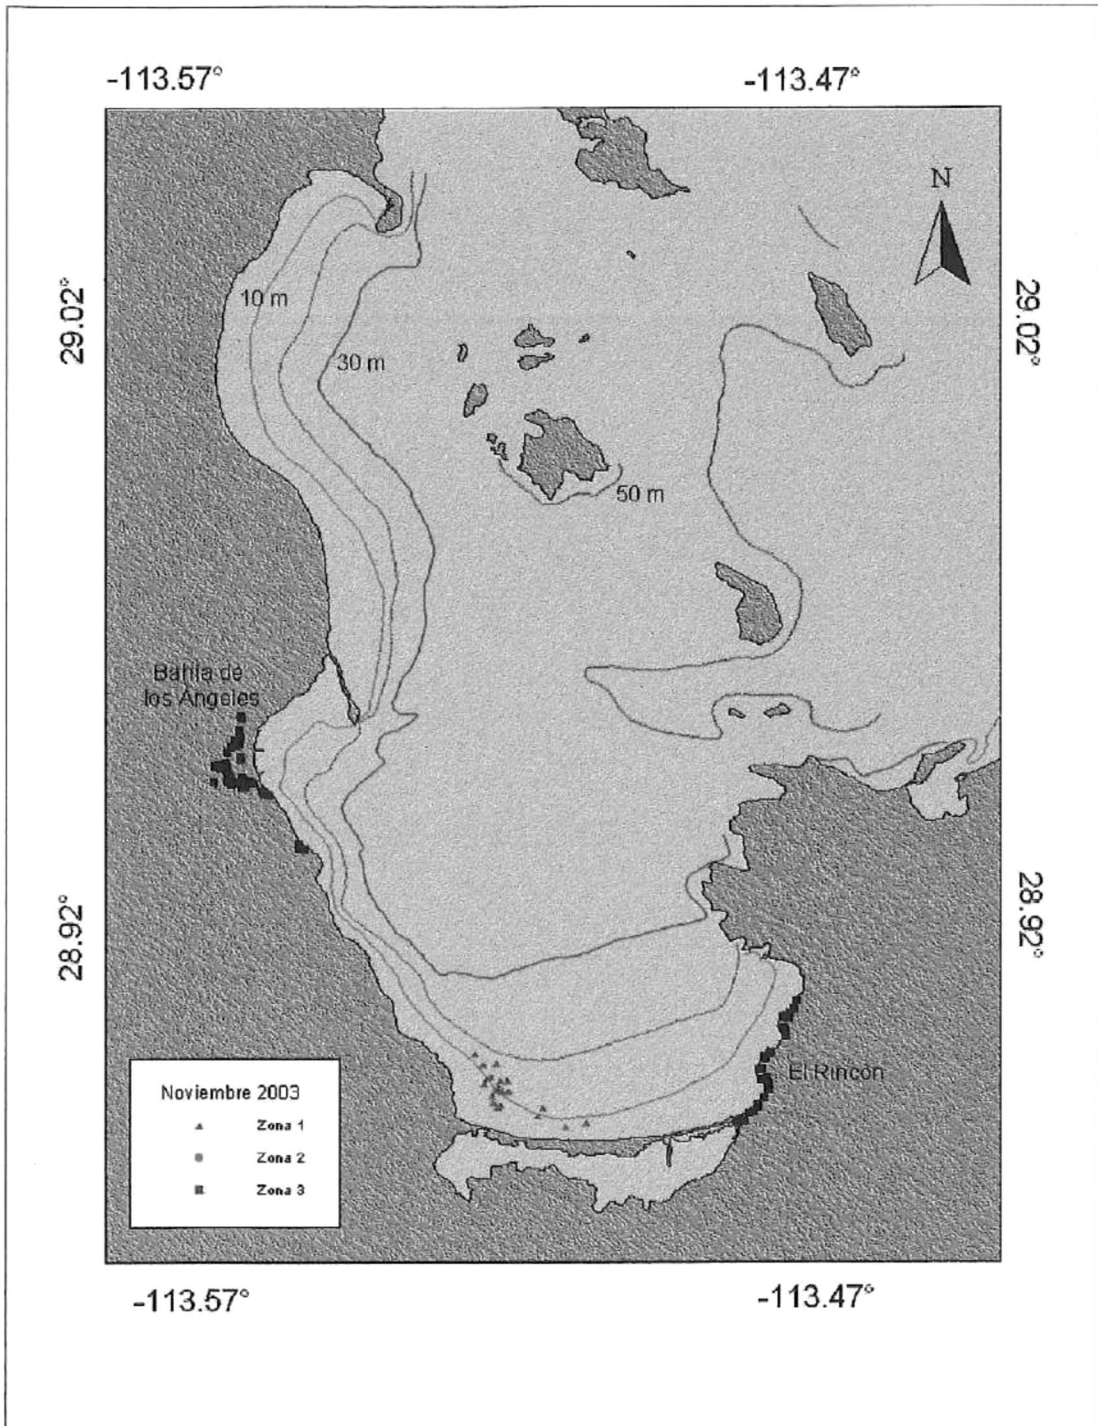 -113.57°
-113.47°
N
29.02°
29.02°
10 m
30 m
50 m
Bahía de
los Ángeles
28.92°
28.92°
El Rincón
Noviembre 2003
Zona 1
Zona 2
Zona 3
-113.57°
-113.47°